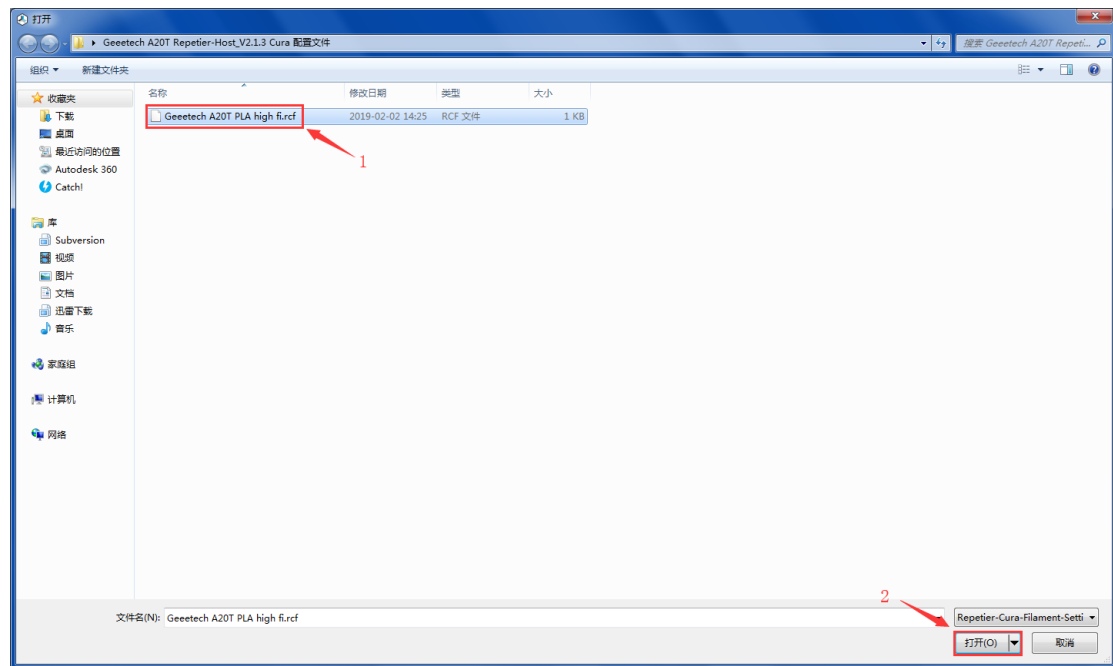 打开
Geeetech A20T Repetier-Host_V2.1.3 Cura 配置文件
搜索 Geeetech A20T Repeti...
组织
新建文件夹
名称
修改日期
类型
大小
收藏夹
下载
桌面
最近访问的位置
Autodesk 360
Catch!
库
Subversion
视频
图片
文档
迅雷下载
音乐
家庭组
计算机
网络
Geeetech A20T PLA high fi.rcf
2019-02-02 14:25
RCF 文件
1 KB
1
2
文件名(N):
Geeetech A20T PLA high fi.rcf
Repetier-Cura-Filament-Setti
打开(O)
取消